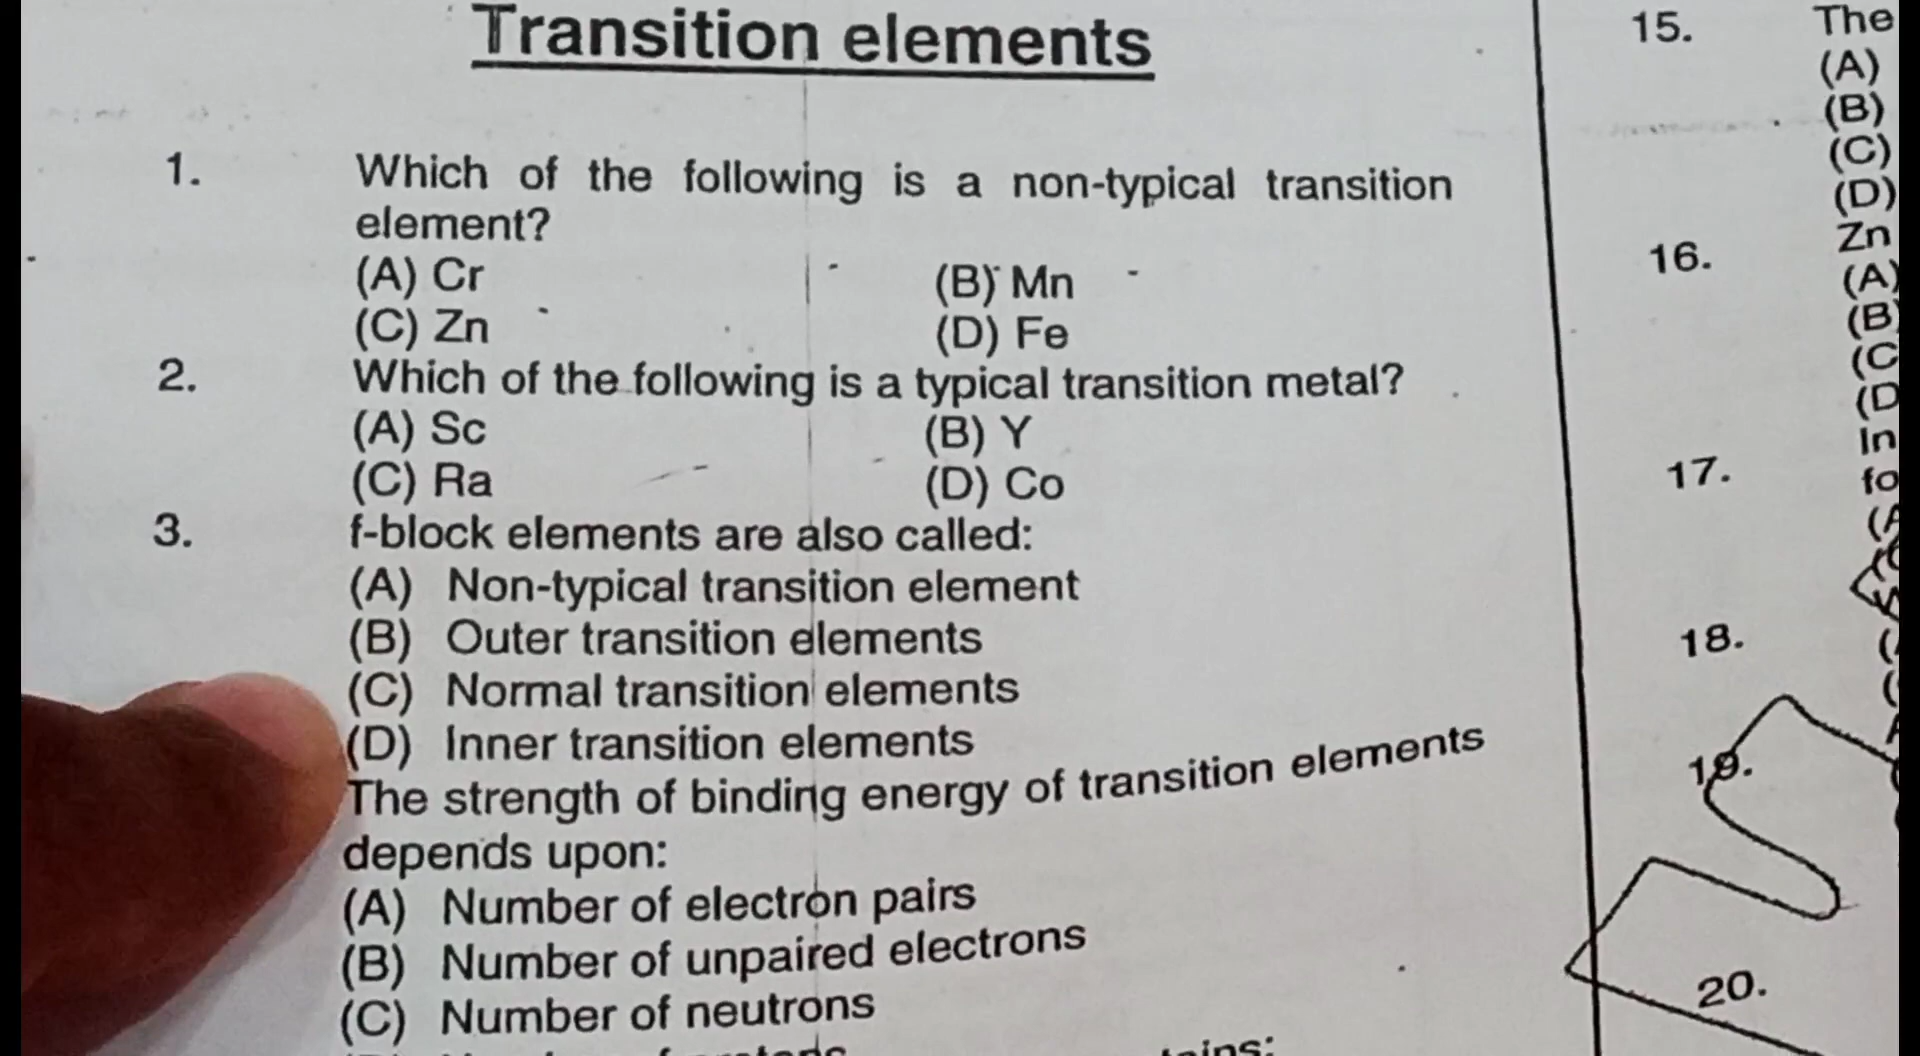 Transition elements
1. Which of the following is a non-typical transition
element?
(A) Cr (B) Mn
(C) Zn (D) Fe
2. Which of the following is a typical transition metal?
(A) Sc (B) Y
(C) Ra (D) Co
3. f-block elements are also called:
(A) Non-typical transition element
(B) Outer transition elements
(C) Normal transition elements
(D) Inner transition elements
The strength of binding energy of transition elements
depends upon:
(A) Number of electron pairs
(B) Number of unpaired electrons
(C) Number of neutrons
15. The
(A)
(B)
(C)
(D)
16. Zn
(A)
(B)
(C
(D
17. In
fo
(A
18.
19.
20.